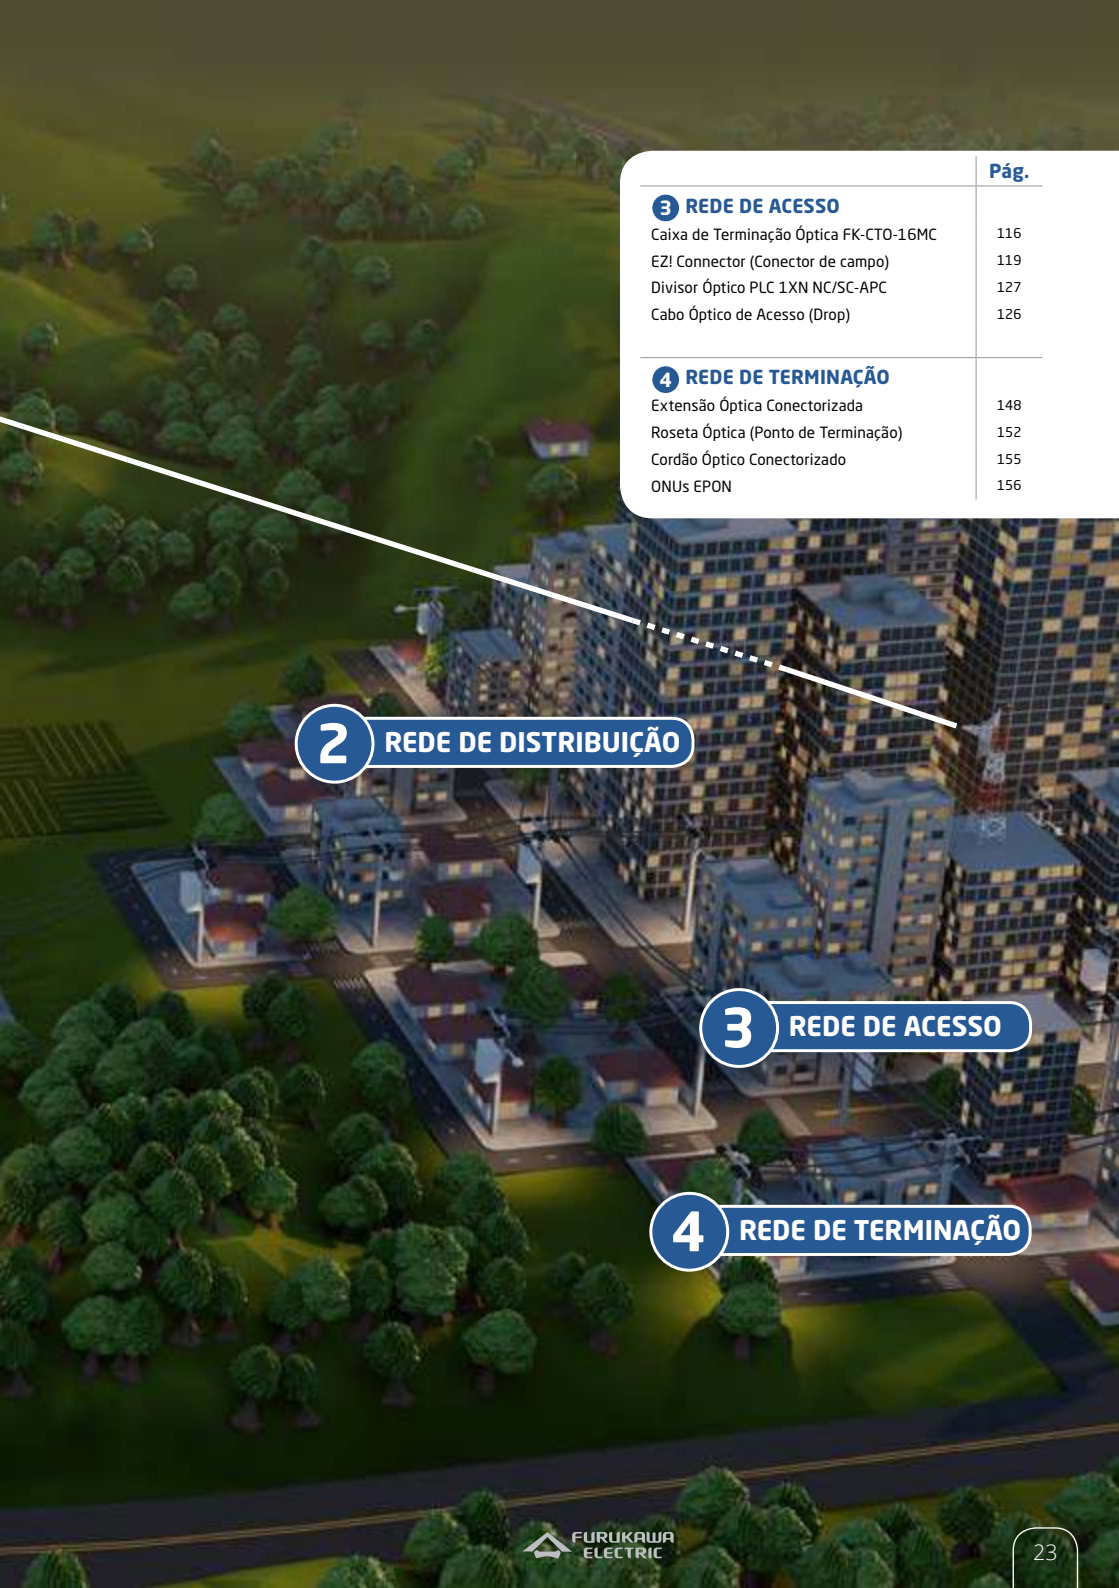 Pág.
3 REDE DE ACESSO
Caixa de Terminação Óptica FK-CTO-16MC 116
EZ! Connector (Conector de campo) 119
Divisor Óptico PLC 1XN NC/SC-APC 127
Cabo Óptico de Acesso (Drop) 126
4 REDE DE TERMINAÇÃO
Extensão Óptica Conectorizada 148
Roseta Óptica (Ponto de Terminação) 152
Cordão Óptico Conectorizado 155
ONUs EPON 156
2 REDE DE DISTRIBUIÇÃO
3 REDE DE ACESSO
4 REDE DE TERMINAÇÃO
FURUKAWA
ELECTRIC
23